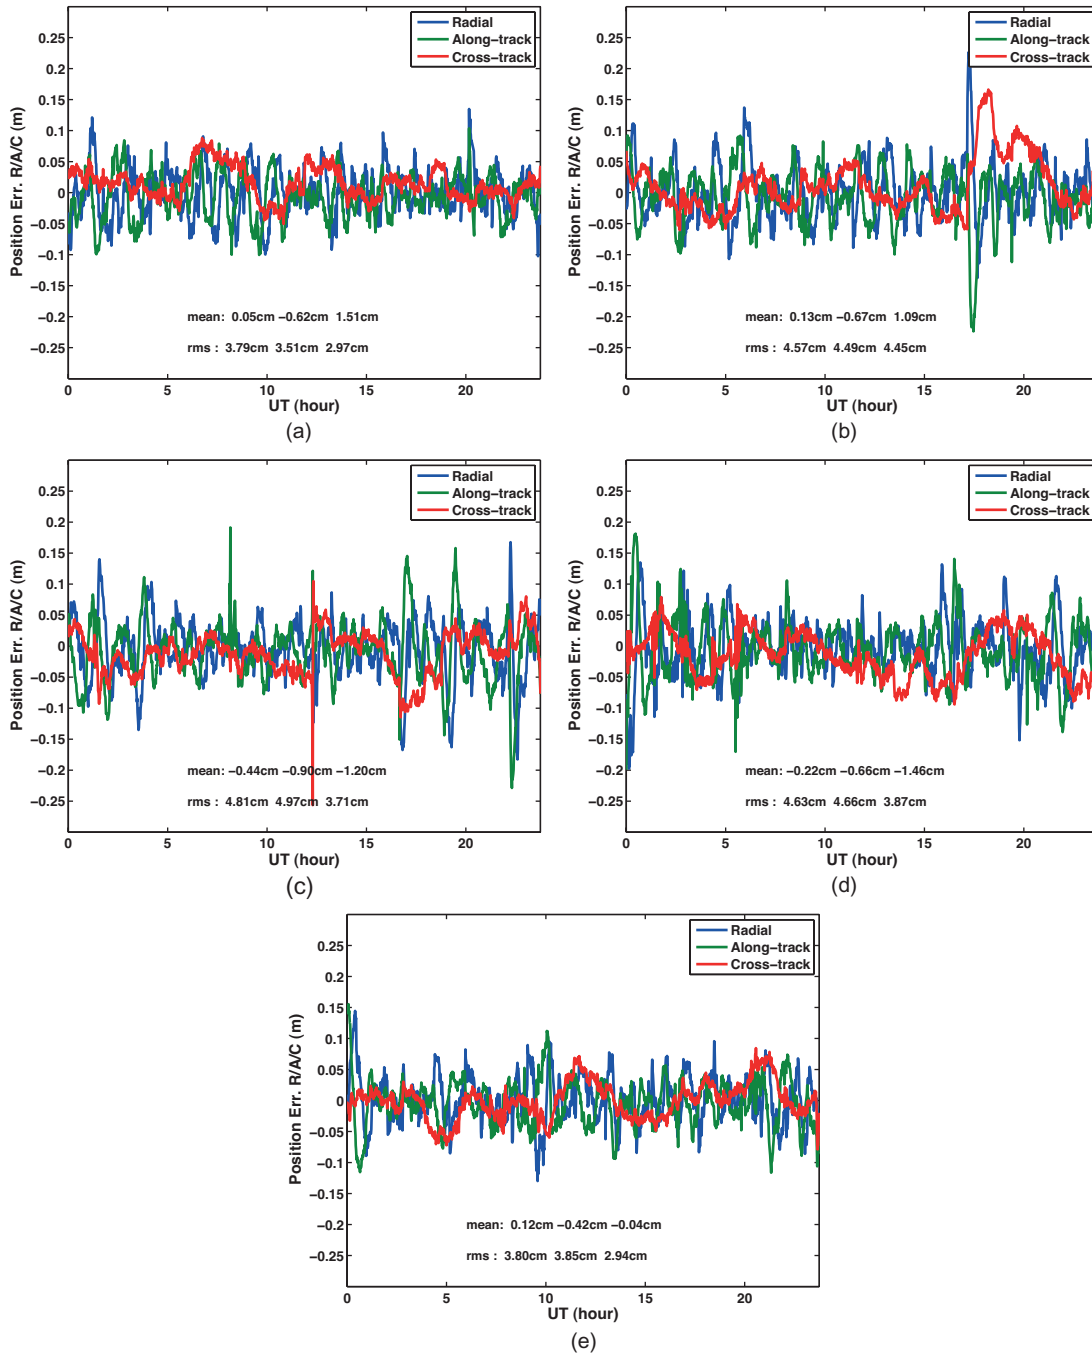 0.25
0.2
0.15
0.1
0.05
0
−0.05
−0.1
−0.15
−0.2
−0.25
Position Err. R/A/C (m)
Radial
Along−track
Cross−track
mean: 0.05cm −0.62cm 1.51cm
rms : 3.79cm 3.51cm 2.97cm
0 5 10 15 20
UT (hour)
(a)
0.25
0.2
0.15
0.1
0.05
0
−0.05
−0.1
−0.15
−0.2
−0.25
Position Err. R/A/C (m)
Radial
Along−track
Cross−track
mean: 0.13cm −0.67cm 1.09cm
rms : 4.57cm 4.49cm 4.45cm
0 5 10 15 20
UT (hour)
(b)
0.25
0.2
0.15
0.1
0.05
0
−0.05
−0.1
−0.15
−0.2
−0.25
Position Err. R/A/C (m)
Radial
Along−track
Cross−track
mean: −0.44cm −0.90cm −1.20cm
rms : 4.81cm 4.97cm 3.71cm
0 5 10 15 20
UT (hour)
(c)
0.25
0.2
0.15
0.1
0.05
0
−0.05
−0.1
−0.15
−0.2
−0.25
Position Err. R/A/C (m)
Radial
Along−track
Cross−track
mean: −0.22cm −0.66cm −1.46cm
rms : 4.63cm 4.66cm 3.87cm
0 5 10 15 20
UT (hour)
(d)
0.25
0.2
0.15
0.1
0.05
0
−0.05
−0.1
−0.15
−0.2
−0.25
Position Err. R/A/C (m)
Radial
Along−track
Cross−track
mean: 0.12cm −0.42cm −0.04cm
rms : 3.80cm 3.85cm 2.94cm
0 5 10 15 20
UT (hour)
(e)